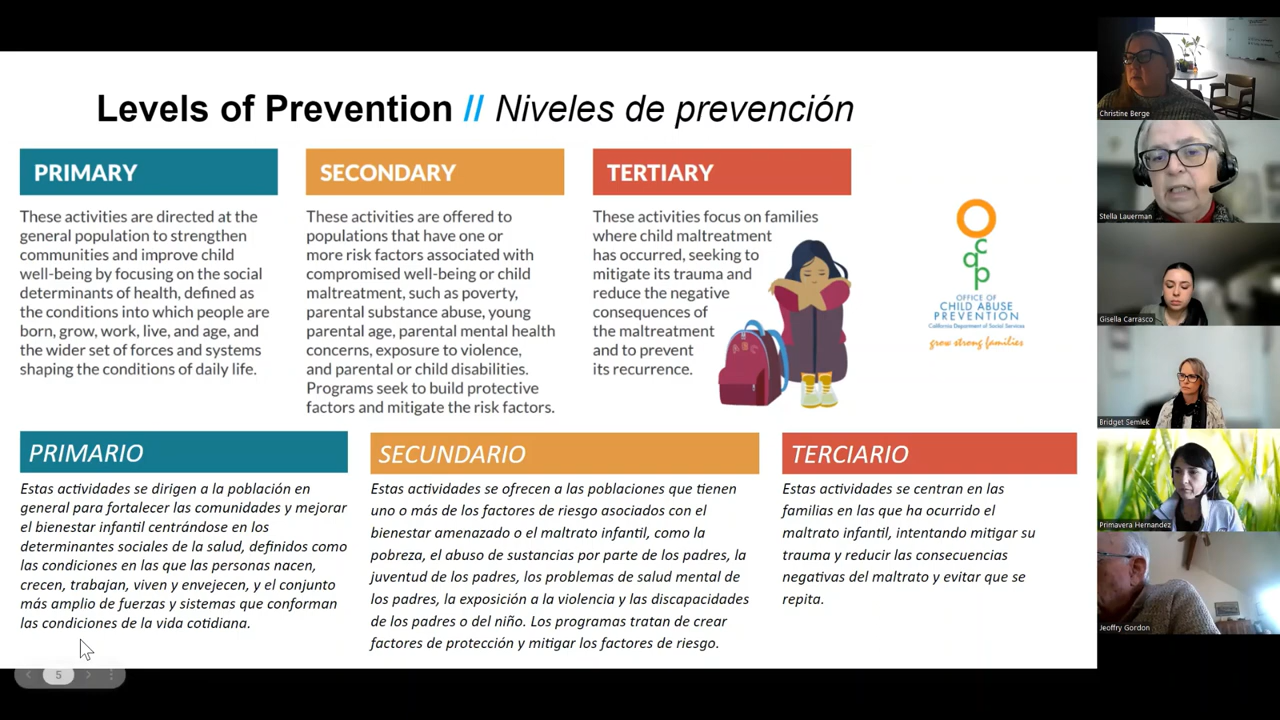 Levels of Prevention // Niveles de prevención
PRIMARY
These activities are directed at the
general population to strengthen
communities and improve child
well-being by focusing on the social
determinants of health, defined as
the conditions into which people are
born, grow, work, live, and age, and
the wider set of forces and systems
shaping the conditions of daily life.
SECONDARY
These activities are offered to
populations that have one or
more risk factors associated with
compromised well-being or child
maltreatment, such as poverty,
parental substance abuse, young
parental age, parental mental health
concerns, exposure to violence,
and parental or child disabilities.
Programs seek to build protective
factors and mitigate the risk factors.
TERTIARY
These activities focus on families
where child maltreatment
has occurred, seeking to
mitigate its trauma and
reduce the negative
consequences of
the maltreatment
and to prevent
its recurrence.
ocap
OFFICE OF
CHILD ABUSE
PREVENTION
California Department of Social Services
grow strong families
PRIMARIO
Estas actividades se dirigen a la población en
general para fortalecer las comunidades y mejorar
el bienestar infantil centrándose en los
determinantes sociales de la salud, definidos como
las condiciones en las que las personas nacen,
crecen, trabajan, viven y envejecen, y el conjunto
más amplio de fuerzas y sistemas que conforman
las condiciones de la vida cotidiana.
SECUNDARIO
Estas actividades se ofrecen a las poblaciones que tienen
uno o más de los factores de riesgo asociados con el
bienestar amenazado o el maltrato infantil, como la
pobreza, el abuso de sustancias por parte de los padres, la
juventud de los padres, los problemas de salud mental de
los padres, la exposición a la violencia y las discapacidades
de los padres o del niño. Los programas tratan de crear
factores de protección y mitigar los factores de riesgo.
TERCIARIO
Estas actividades se centran en las
familias en las que ha ocurrido el
maltrato infantil, intentando mitigar su
trauma y reducir las consecuencias
negativas del maltrato y evitar que se
repita.
5
Christine Berge
Stella Lauerman
Gisella Carrasco
Bridget Semlek
Primavera Hernandez
Jeoffry Gordon